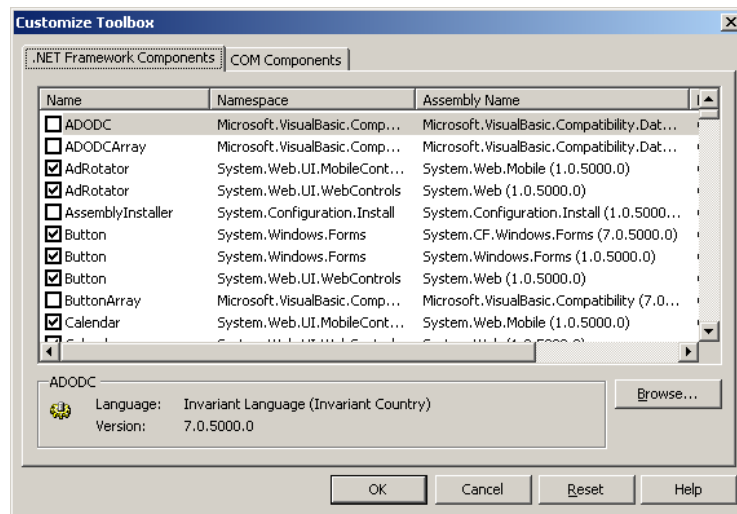 Customize Toolbox
.NET Framework Components COM Components
Name Namespace Assembly Name
ADODC Microsoft.VisualBasic.Comp... Microsoft.VisualBasic.Compatibility.Dat...
ADODCArray Microsoft.VisualBasic.Comp... Microsoft.VisualBasic.Compatibility.Dat...
AdRotator System.Web.UI.MobileCont... System.Web.Mobile (1.0.5000.0)
AdRotator System.Web.UI.WebControls System.Web (1.0.5000.0)
AssemblyInstaller System.Configuration.Install System.Configuration.Install (1.0.5000...
Button System.Windows.Forms System.CF.Windows.Forms (7.0.5000.0)
Button System.Windows.Forms System.Windows.Forms (1.0.5000.0)
Button System.Web.UI.WebControls System.Web (1.0.5000.0)
ButtonArray Microsoft.VisualBasic.Comp... Microsoft.VisualBasic.Compatibility (7.0...
Calendar System.Web.UI.MobileCont... System.Web.Mobile (1.0.5000.0)
ADODC
Browse...
Language: Invariant Language (Invariant Country)
Version: 7.0.5000.0
OK Cancel Reset Help